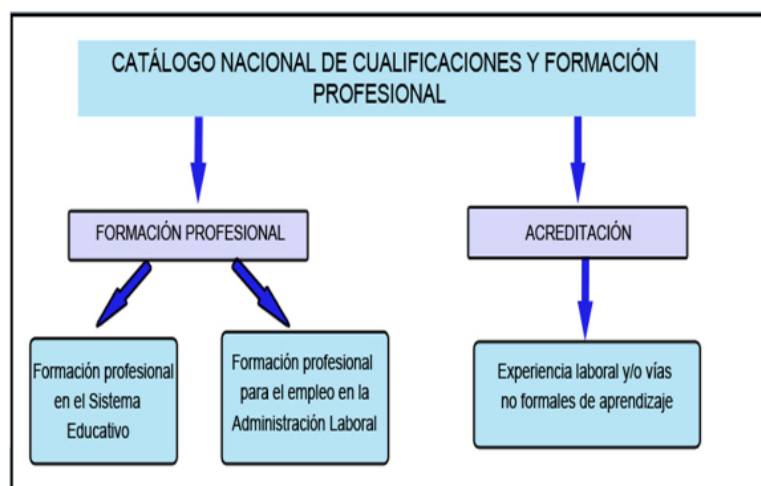 CATÁLOGO NACIONAL DE CUALIFICACIONES Y FORMACIÓN
PROFESIONAL
FORMACIÓN PROFESIONAL
ACREDITACIÓN
Formación profesional
en el Sistema
Educativo
Formación profesional
para el empleo en la
Administración Laboral
Experiencia laboral y/o vías
no formales de aprendizaje